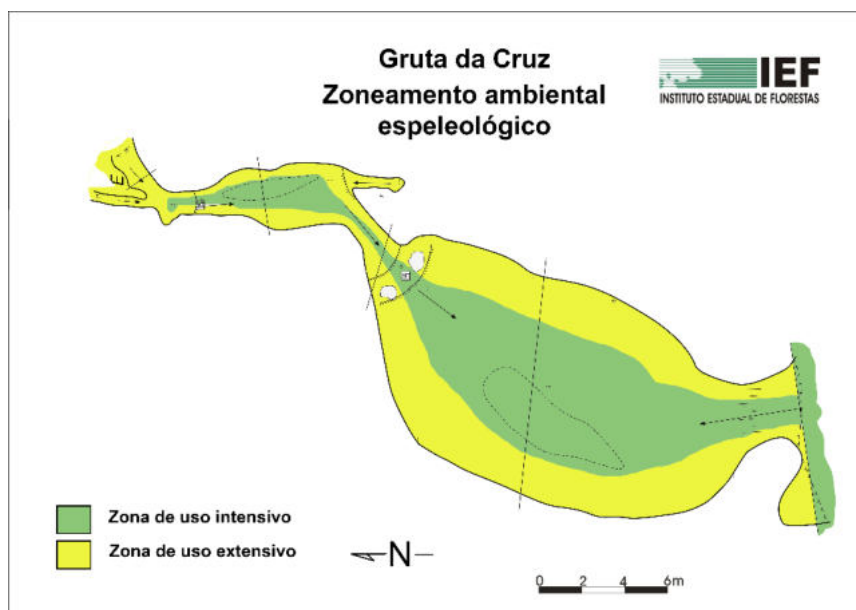 Gruta da Cruz
Zoneamento ambiental
espeleológico
IEF
INSTITUTO ESTADUAL DE FLORESTAS
E
Zona de uso intensivo
Zona de uso extensivo
N
0 2 4 6m